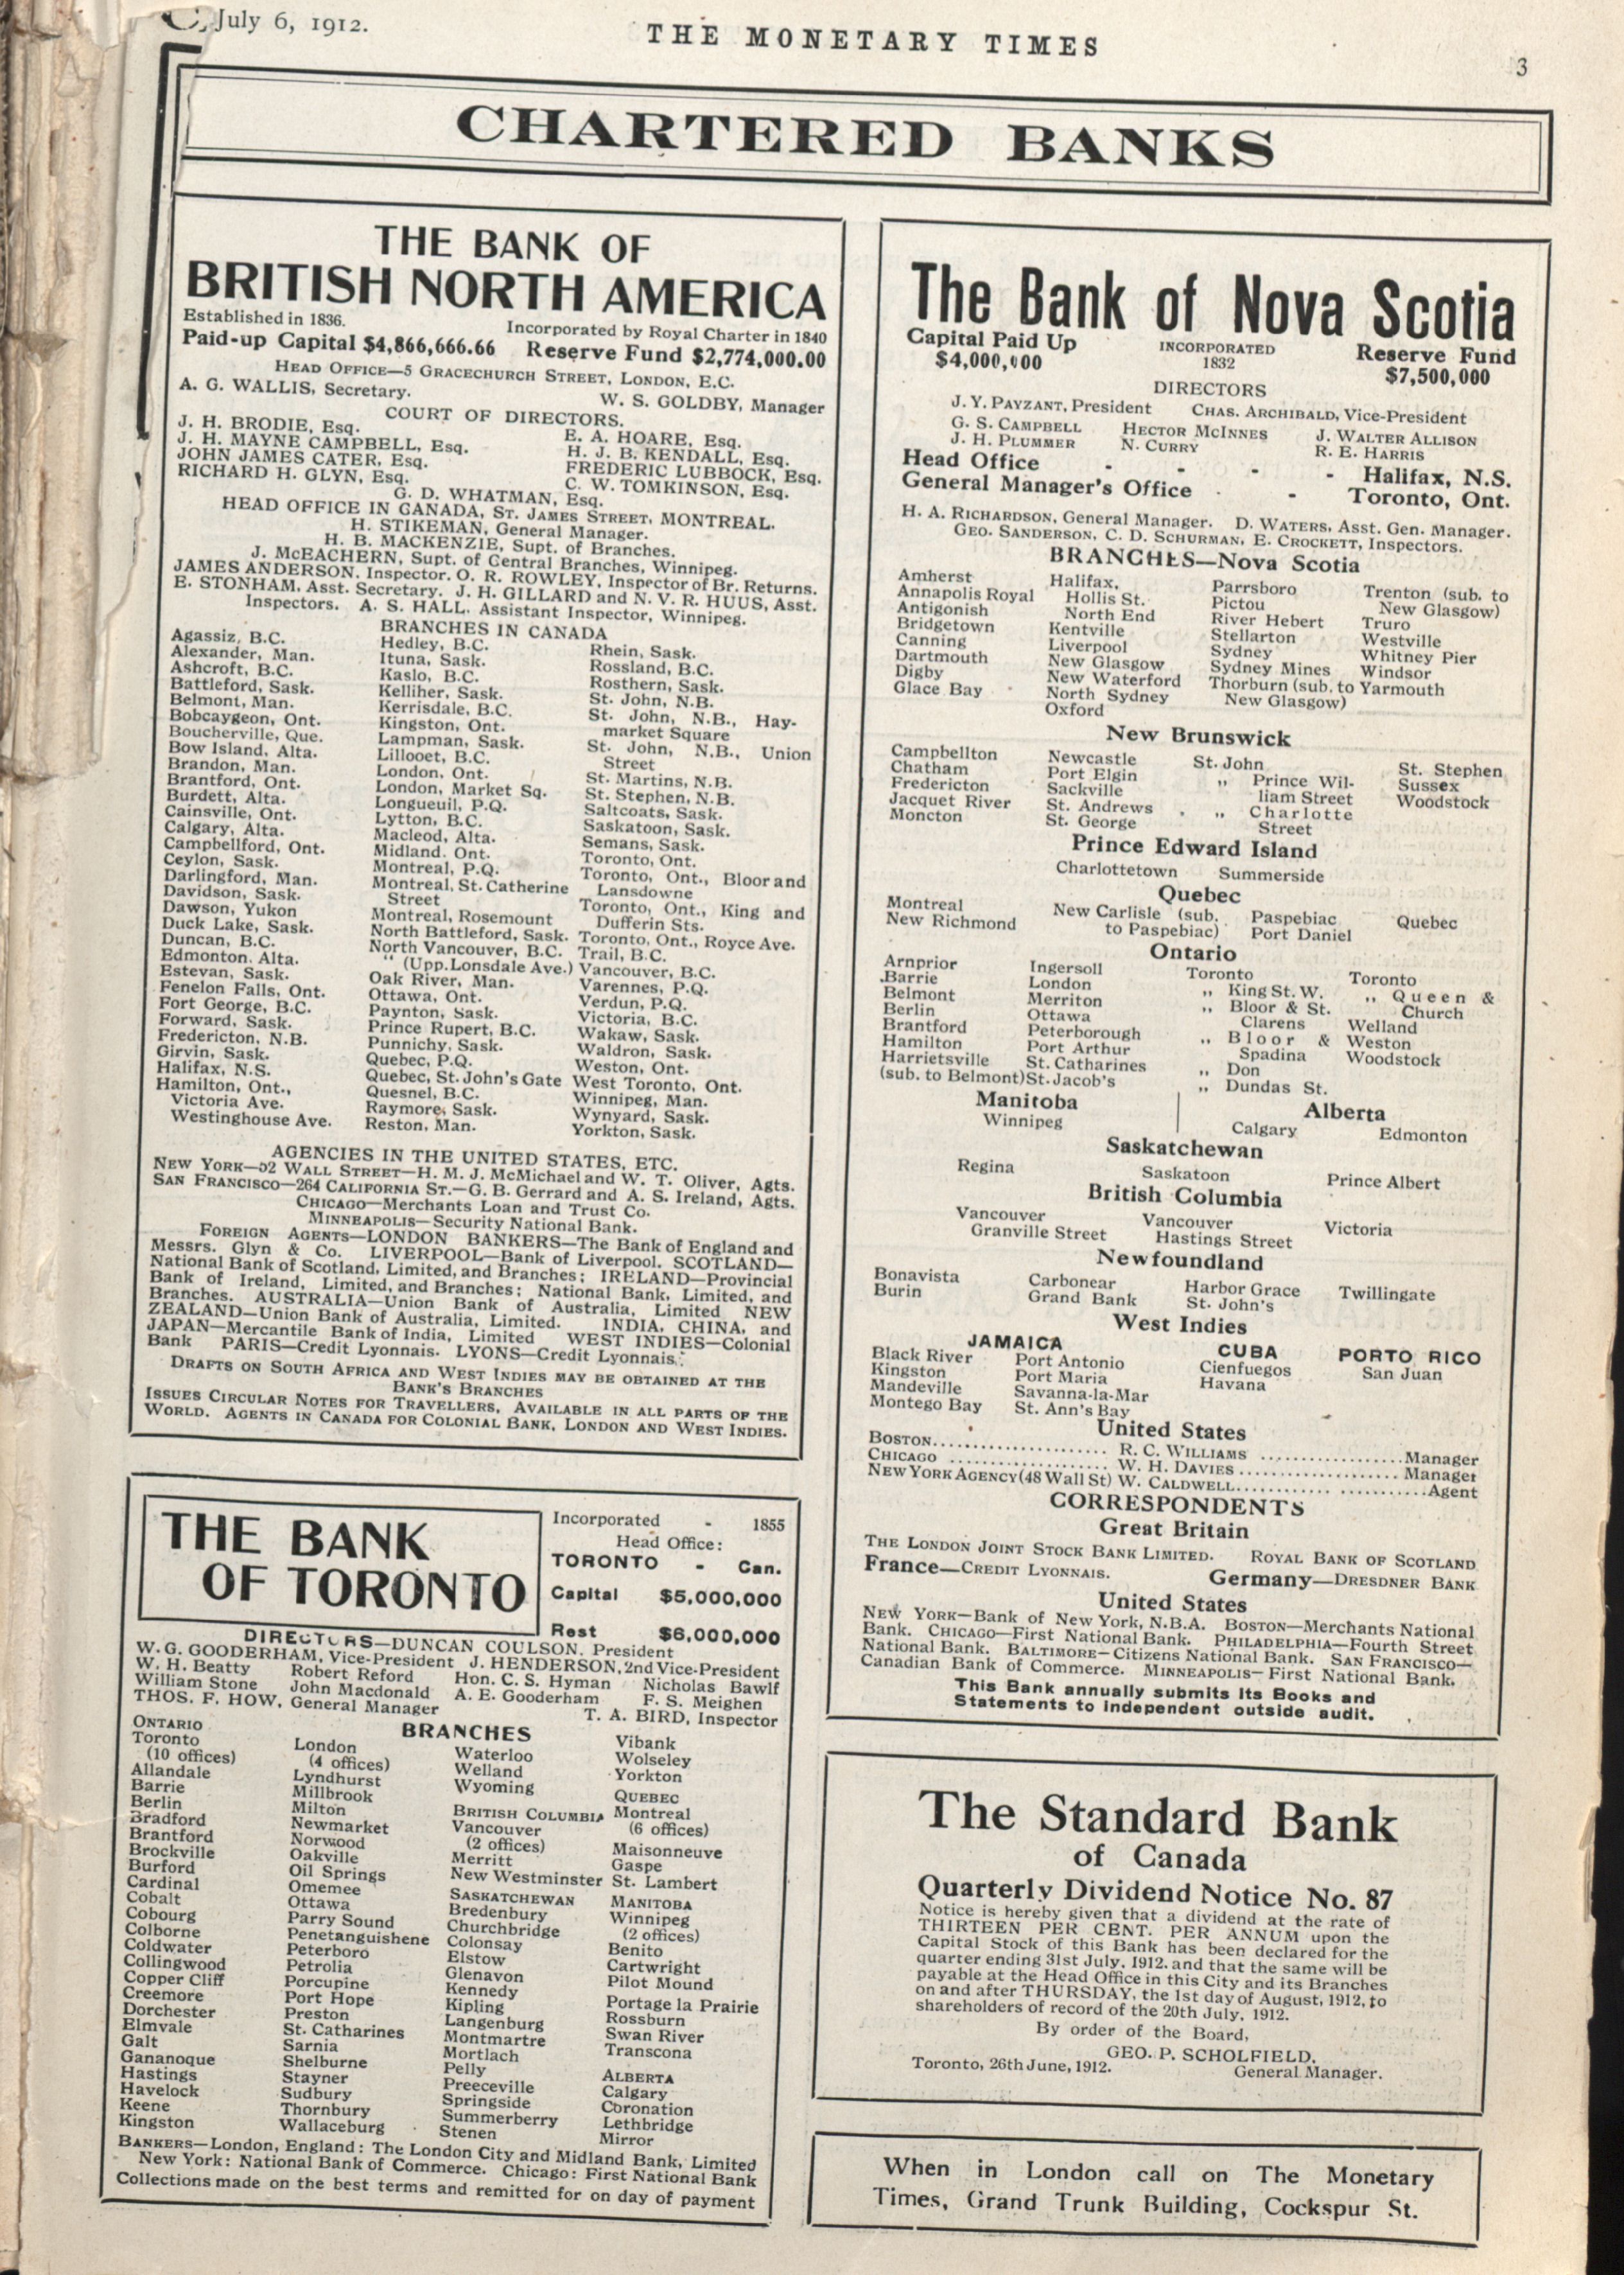 July 6, 1912.
THE MONETARY TIMES
3
CHARTERED BANKS
THE BANK OF
BRITISH NORTH AMERICA
Established in 1836.
Incorporated by Royal Charter in 1840
Paid-up Capital $4,866,666.66 Reserve Fund $2,774,000.00
HEAD OFFICE—5 GRACECHURCH STREET, LONDON, E.C.
A. G. WALLIS, Secretary.
W. S. GOLDBY, Manager
COURT OF DIRECTORS.
J. H. BRODIE, Esq.
J. H. MAYNE CAMPBELL, Esq.
JOHN JAMES CATER, Esq.
RICHARD H. GLYN, Esq.
E. A. HOARE, Esq.
H. J. B. KENDALL, Esq.
FREDERIC LUBBOCK, Esq.
C. W. TOMKINSON, Esq.
G. D. WHATMAN, Esq.
HEAD OFFICE IN CANADA, ST. JAMES STREET, MONTREAL.
H. STIKEMAN, General Manager.
H. B. MACKENZIE, Supt. of Branches.
J. McEACHERN, Supt. of Central Branches, Winnipeg.
JAMES ANDERSON. Inspector. O. R. ROWLEY, Inspector of Br. Returns.
E. STONHAM, Asst. Secretary. J. H. GILLARD and N. V. R. HUUS, Asst.
Inspectors. A. S. HALL. Assistant Inspector, Winnipeg.
BRANCHES IN CANADA
Agassiz, B.C.
Alexander, Man.
Ashcroft, B.C.
Battleford, Sask.
Belmont, Man.
Bobcaygeon, Ont.
Boucherville, Que.
Bow Island, Alta.
Brandon, Man.
Brantford, Ont.
Burdett, Alta.
Cainsville, Ont.
Calgary, Alta.
Campbellford, Ont.
Ceylon, Sask.
Darlingford, Man.
Davidson, Sask.
Dawson, Yukon
Duck Lake, Sask.
Duncan, B.C.
Edmonton. Alta.
Estevan, Sask.
Fenelon Falls, Ont.
Fort George, B.C.
Forward, Sask.
Fredericton, N.B.
Girvin, Sask.
Halifax, N.S.
Hamilton, Ont.,
Victoria Ave.
Westinghouse Ave.
Hedley, B.C.
Ituna, Sask.
Kaslo, B.C.
Kelliher, Sask.
Kerrisdale, B.C.
Kingston, Ont.
Lampman, Sask.
Lillooet, B.C.
London, Ont.
London, Market Sq.
Longueuil, P.Q.
Lytton, B.C.
Macleod, Alta.
Midland. Ont.
Montreal, P.Q.
Montreal, St. Catherine
Street
Montreal, Rosemount
North Battleford, Sask.
North Vancouver, B.C.
" (Upp. Lonsdale Ave.)
Oak River, Man.
Ottawa, Ont.
Paynton, Sask.
Prince Rupert, B.C.
Punnichy, Sask.
Quebec, P.Q.
Quebec, St. John's Gate
Quesnel, B.C.
Raymore, Sask.
Reston, Man.
Rhein, Sask.
Rossland, B.C.
Rosthern, Sask.
St. John, N.B.
St. John, N.B., Hay-
market Square
St. John, N.B., Union
Street
St. Martins, N.B.
St. Stephen, N.B.
Saltcoats, Sask.
Saskatoon, Sask.
Semans, Sask.
Toronto, Ont.
Toronto, Ont., Bloor and
Lansdowne
Toronto, Ont., King and
Dufferin Sts.
Toronto, Ont., Royce Ave.
Trail, B.C.
Vancouver, B.C.
Varennes, P.Q.
Verdun, P.Q.
Victoria, B.C.
Wakaw, Sask.
Waldron, Sask.
Weston, Ont.
West Toronto, Ont.
Winnipeg, Man.
Wynyard, Sask.
Yorkton, Sask.
AGENCIES IN THE UNITED STATES, ETC.
NEW YORK—52 WALL STREET—H. M. J. McMichael and W. T. Oliver, Agts.
SAN FRANCISCO—264 CALIFORNIA ST.—G. B. Gerrard and A. S. Ireland, Agts.
CHICAGO—Merchants Loan and Trust Co.
MINNEAPOLIS—Security National Bank.
FOREIGN AGENTS—LONDON BANKERS—The Bank of England and
Messrs. Glyn & Co. LIVERPOOL—Bank of Liverpool. SCOTLAND—
National Bank of Scotland, Limited, and Branches; IRELAND—Provincial
Bank of Ireland, Limited, and Branches; National Bank, Limited, and
Branches. AUSTRALIA—Union Bank of Australia, Limited NEW
ZEALAND—Union Bank of Australia, Limited. INDIA, CHINA, and
JAPAN—Mercantile Bank of India, Limited WEST INDIES—Colonial
Bank PARIS—Credit Lyonnais. LYONS—Credit Lyonnais.
DRAFTS ON SOUTH AFRICA AND WEST INDIES MAY BE OBTAINED AT THE
BANK'S BRANCHES
ISSUES CIRCULAR NOTES FOR TRAVELLERS, AVAILABLE IN ALL PARTS OF THE
WORLD. AGENTS IN CANADA FOR COLONIAL BANK, LONDON AND WEST INDIES.
THE BANK
OF TORONTO
Incorporated - 1855
Head Office:
TORONTO - Can.
Capital $5,000,000
Rest $6,000,000
DIRECTORS—DUNCAN COULSON, President
W. G. GOODERHAM, Vice-President J. HENDERSON, 2nd Vice-President
W. H. Beatty Robert Reford Hon. C. S. Hyman Nicholas Bawlf
William Stone John Macdonald A. E. Gooderham F. S. Meighen
THOS. F. HOW, General Manager T. A. BIRD, Inspector
BRANCHES
ONTARIO
Toronto
(10 offices)
Allandale
Barrie
Berlin
Bradford
Brantford
Brockville
Burford
Cardinal
Cobalt
Cobourg
Colborne
Coldwater
Collingwood
Copper Cliff
Creemore
Dorchester
Elmvale
Galt
Gananoque
Hastings
Havelock
Keene
Kingston
London
(4 offices)
Lyndhurst
Millbrook
Milton
Newmarket
Norwood
Oakville
Oil Springs
Omemee
Ottawa
Parry Sound
Penetanguishene
Peterboro
Petrolia
Porcupine
Port Hope
Preston
St. Catharines
Sarnia
Shelburne
Stayner
Sudbury
Thornbury
Wallaceburg
Waterloo
Welland
Wyoming
BRITISH COLUMBIA
Vancouver
(2 offices)
Merritt
New Westminster
SASKATCHEWAN
Bredenbury
Churchbridge
Colonsay
Elstow
Glenavon
Kennedy
Kipling
Langenburg
Montmartre
Mortlach
Pelly
Preeceville
Springside
Summerberry
Stenen
Vibank
Wolseley
Yorkton
QUEBEC
Montreal
(6 offices)
Maisonneuve
Gaspe
St. Lambert
MANITOBA
Winnipeg
(2 offices)
Benito
Cartwright
Pilot Mound
Portage la Prairie
Rossburn
Swan River
Transcona
ALBERTA
Calgary
Coronation
Lethbridge
Mirror
BANKERS—London, England: The London City and Midland Bank, Limited
New York: National Bank of Commerce. Chicago: First National Bank
Collections made on the best terms and remitted for on day of payment
The Bank of Nova Scotia
Capital Paid Up
$4,000,000
INCORPORATED
1832
Reserve Fund
$7,500,000
DIRECTORS
J. Y. PAYZANT, President CHAS. ARCHIBALD, Vice-President
G. S. CAMPBELL HECTOR MCINNES J. WALTER ALLISON
J. H. PLUMMER N. CURRY R. E. HARRIS
Head Office - - - - Halifax, N.S.
General Manager's Office - - Toronto, Ont.
H. A. RICHARDSON, General Manager. D. WATERS, Asst. Gen. Manager.
GEO. SANDERSON, C. D. SCHURMAN, E. CROCKETT, Inspectors.
BRANCHES—Nova Scotia
Amherst
Annapolis Royal
Antigonish
Bridgetown
Canning
Dartmouth
Digby
Glace Bay
Halifax,
Hollis St.
North End
Kentville
Liverpool
New Glasgow
New Waterford
North Sydney
Oxford
Parrsboro
Pictou
River Hebert
Stellarton
Sydney
Sydney Mines
Thorburn (sub. to
New Glasgow)
Trenton (sub. to
New Glasgow)
Truro
Westville
Whitney Pier
Windsor
Yarmouth
New Brunswick
Campbellton
Chatham
Fredericton
Jacquet River
Moncton
Newcastle
Port Elgin
Sackville
St. Andrews
St. George
St. John
" Prince Wil-
liam Street
" Charlotte
Street
St. Stephen
Sussex
Woodstock
Prince Edward Island
Charlottetown Summerside
Quebec
Montreal
New Richmond
New Carlisle (sub.
to Paspebiac)
Paspebiac
Port Daniel
Quebec
Ontario
Arnprior
Barrie
Belmont
Berlin
Brantford
Hamilton
Harrietsville
(sub. to Belmont)
Ingersoll
London
Merriton
Ottawa
Peterborough
Port Arthur
St. Catharines
St. Jacob's
Toronto
" King St. W.
" Bloor & St.
Clarens
" Bloor &
Spadina
" Don
" Dundas St.
Toronto
" Queen &
Church
Welland
Weston
Woodstock
Manitoba
Winnipeg
Alberta
Calgary Edmonton
Saskatchewan
Regina Saskatoon Prince Albert
British Columbia
Vancouver
Granville Street
Vancouver
Hastings Street
Victoria
Newfoundland
Bonavista
Burin
Carbonear
Grand Bank
Harbor Grace
St. John's
Twillingate
West Indies
JAMAICA
Black River
Kingston
Mandeville
Montego Bay
Port Antonio
Port Maria
Savanna-la-Mar
St. Ann's Bay
CUBA
Cienfuegos
Havana
PORTO RICO
San Juan
United States
BOSTON..................... R. C. WILLIAMS .................Manager
CHICAGO ................... W. H. DAVIES ................... Manager
NEW YORK AGENCY (48 Wall St) W. CALDWELL............ ...........Agent
CORRESPONDENTS
Great Britain
THE LONDON JOINT STOCK BANK LIMITED. ROYAL BANK OF SCOTLAND
France—CREDIT LYONNAIS. Germany—DRESDNER BANK
United States
NEW YORK—Bank of New York, N.B.A. BOSTON—Merchants National
Bank. CHICAGO—First National Bank. PHILADELPHIA—Fourth Street
National Bank. BALTIMORE—Citizens National Bank. SAN FRANCISCO—
Canadian Bank of Commerce. MINNEAPOLIS—First National Bank.
This Bank annually submits its Books and
Statements to independent outside audit.
The Standard Bank
of Canada
Quarterly Dividend Notice No. 87
Notice is hereby given that a dividend at the rate of
THIRTEEN PER CENT. PER ANNUM upon the
Capital Stock of this Bank has been declared for the
quarter ending 31st July, 1912. and that the same will be
payable at the Head Office in this City and its Branches
on and after THURSDAY, the 1st day of August, 1912, to
shareholders of record of the 20th July, 1912.
By order of the Board,
GEO. P. SCHOLFIELD,
Toronto, 26th June, 1912. General Manager.
When in London call on The Monetary
Times, Grand Trunk Building, Cockspur St.